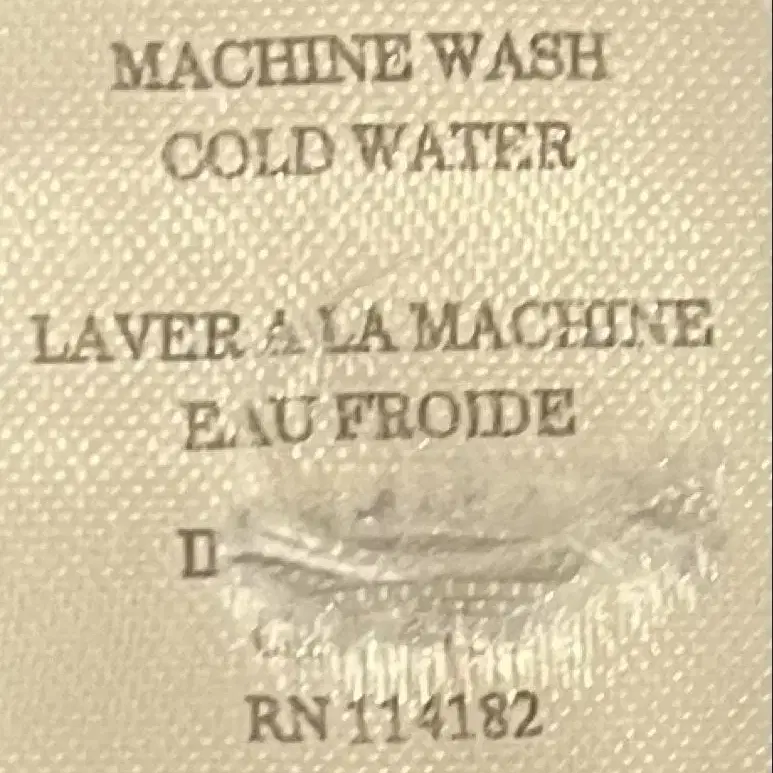 MACHINE WASH
COLD WATER
LAVER A LA MACHINE
EAU FROIDE
RN 114182